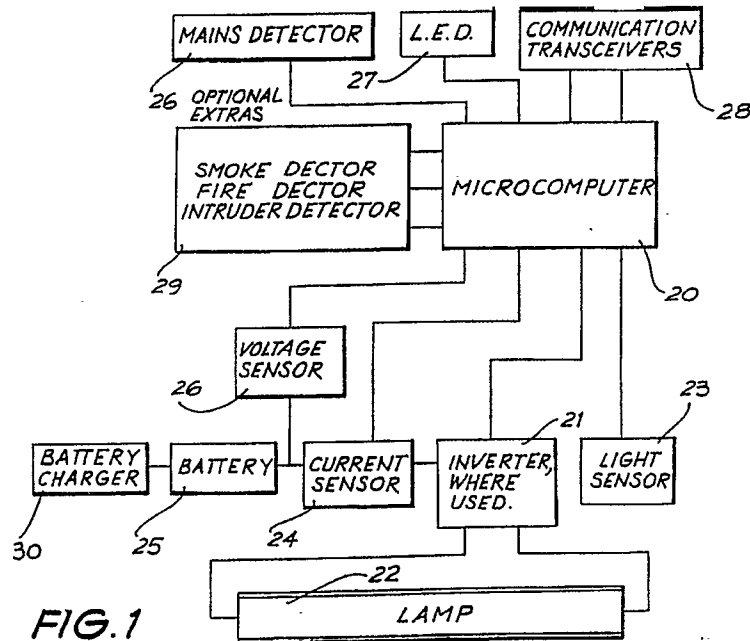 MAINS DETECTOR
L.E.D.
COMMUNICATION
TRANSCEIVERS
26
27
28
OPTIONAL
EXTRAS
SMOKE DECTOR
FIRE DECTOR
INTRUDER DETECTOR
MICROCOMPUTER
29
20
VOLTAGE
SENSOR
26
21
23
BATTERY
CHARGER
BATTERY
CURRENT
SENSOR
INVERTER,
WHERE
USED.
LIGHT
SENSOR
30
25
24
22
LAMP
FIG.1